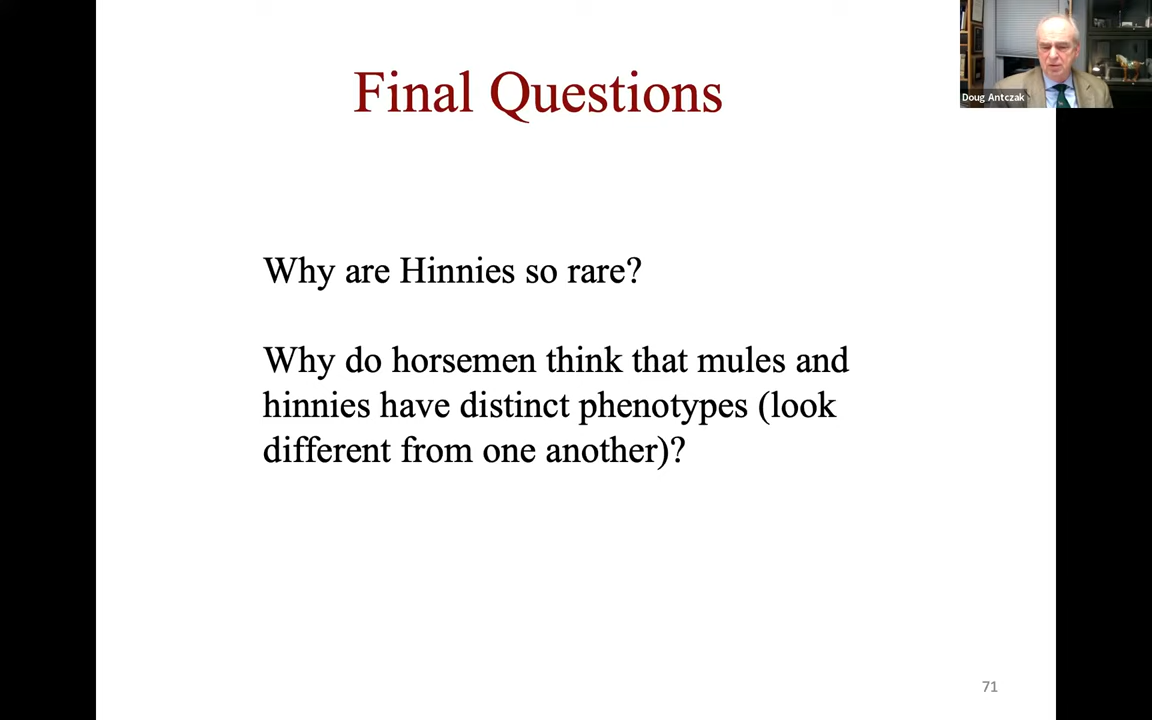 Final Questions
Doug Antczak
Why are Hinnies so rare?
Why do horsemen think that mules and
hinnies have distinct phenotypes (look
different from one another)?
71